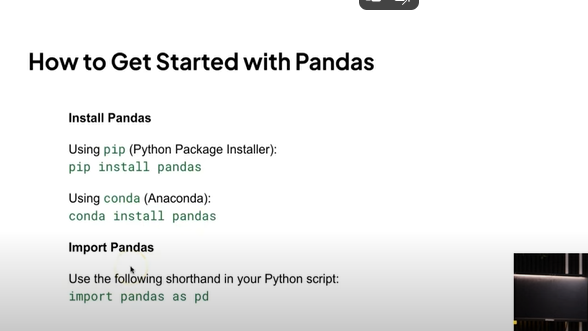 How to Get Started with Pandas
Install Pandas
Using pip (Python Package Installer):
pip install pandas
Using conda (Anaconda):
conda install pandas
Import Pandas
Use the following shorthand in your Python script:
import pandas as pd